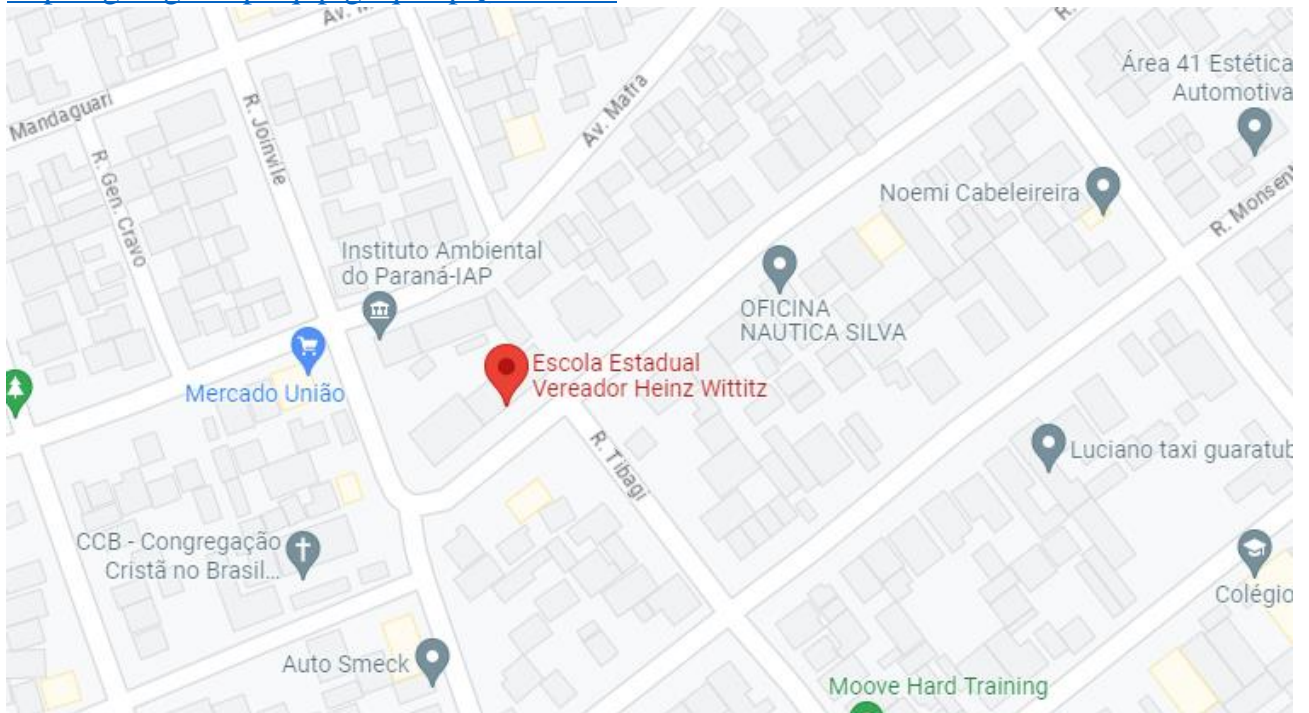 Av. M
R.
Área 41 Estética
Automotiva
Mandaguari
R. Joinvile
Av. Matra
R. Gen. Cravo
Noemi Cabeleireira
R. Monsenh
Instituto Ambiental
do Paraná-IAP
OFICINA
NAUTICA SILVA
Escola Estadual
Vereador Heinz Wittitz
Mercado União
R. Tibagi
Luciano taxi guaratub
CCB - Congregação
Cristã no Brasil...
Colégio
Auto Smeck
Moove Hard Training